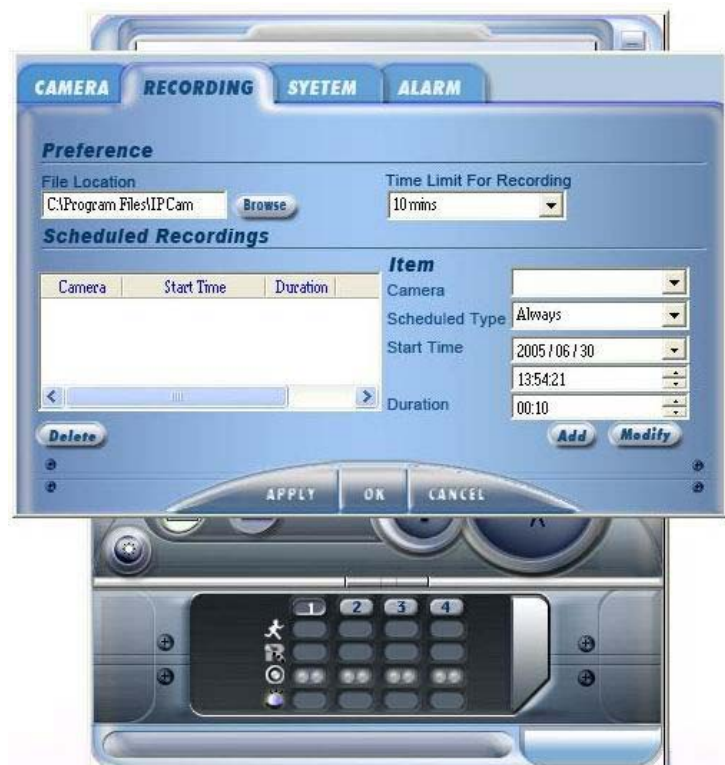 CAMERA RECORDING SYETEM ALARM
Preference
File Location Time Limit For Recording
C:\Program Files\IPCam Browse 10 mins
Scheduled Recordings
Item
Camera Start Time Duration
Camera
Scheduled Type Always
Start Time 2005 / 06 / 30
13:54:21
Duration 00:10
Delete Add Modify
APPLY OK CANCEL
1 2 3 4